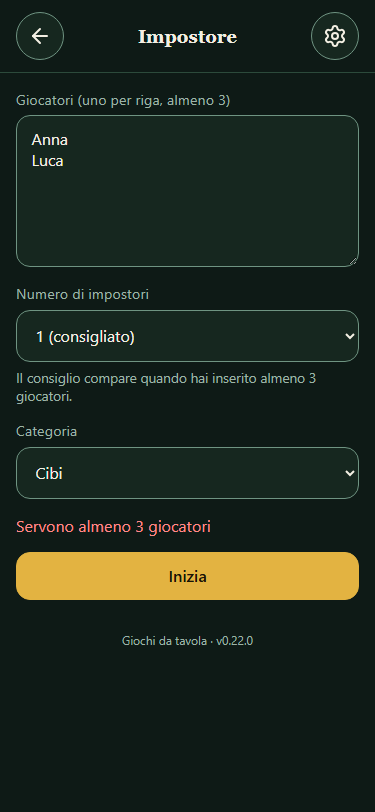 Impostore
Giocatori (uno per riga, almeno 3)
Anna
Luca
Numero di impostori
1 (consigliato)
Il consiglio compare quando hai inserito almeno 3
giocatori.
Categoria
Cibi
Servono almeno 3 giocatori
Inizia
Giochi da tavola · v0.22.0